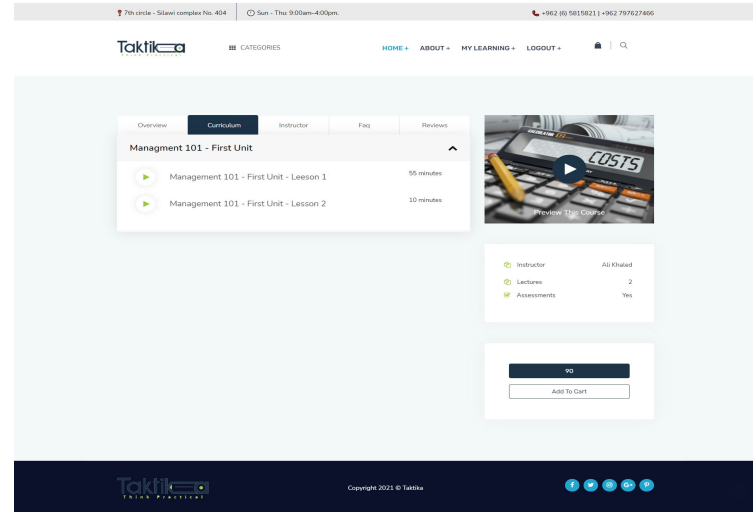 7th circle - Silawi complex No. 404
Sun - Thu: 9:00am-4:00pm.
+962 (6) 5815821 | +962 797627466
Taktika
Think Practical
CATEGORIES
HOME + ABOUT + MY LEARNING + LOGOUT +
Overview Curriculum Instructor Faq Reviews
Managment 101 - First Unit
Management 101 - First Unit - Leeson 1 55 minutes
Management 101 - First Unit - Lesson 2 10 minutes
COSTS
Preview This Course
Instructor Ali Khaled
Lectures 2
Assessments Yes
90
Add To Cart
Taktika
Think Practical
Copyright 2021 © Taktika